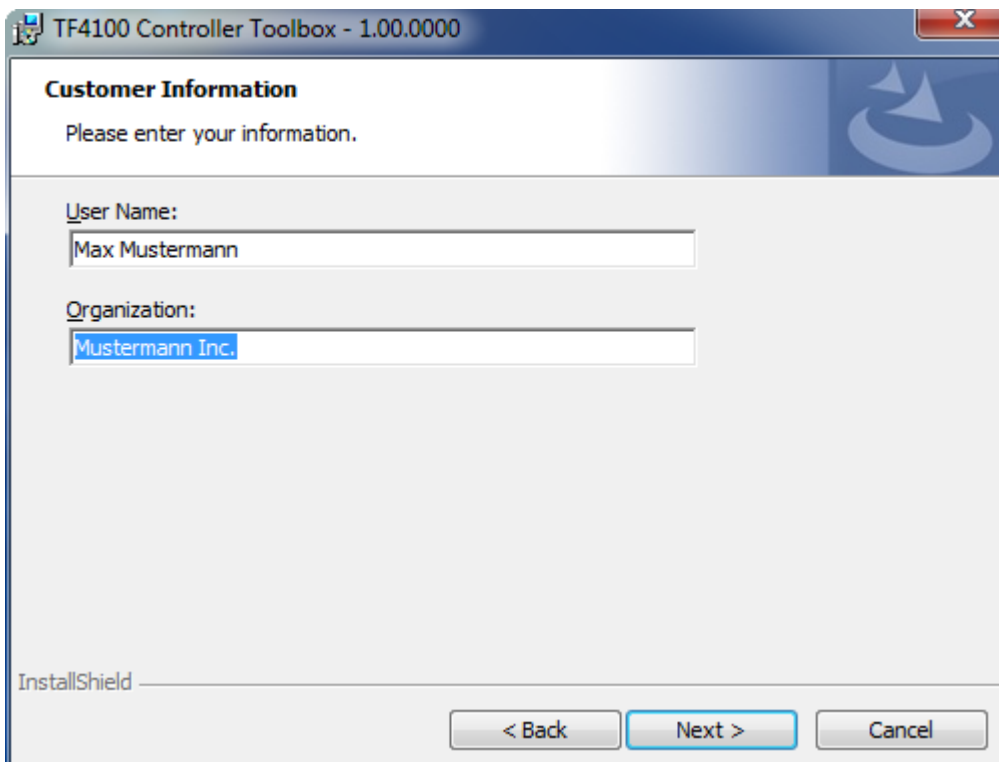 TF4100 Controller Toolbox - 1.00.0000
Customer Information
Please enter your information.
User Name:
Max Mustermann
Organization:
Mustermann Inc.
InstallShield
< Back Next > Cancel